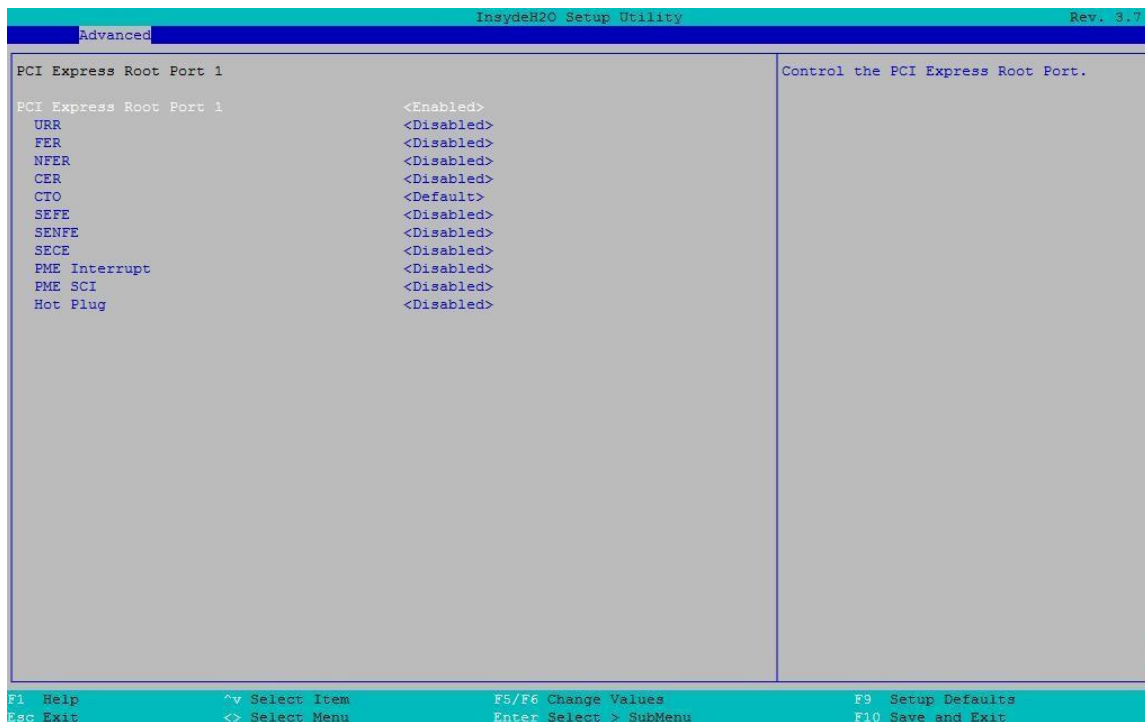 InsydeH2O Setup Utility Rev. 3.7
Advanced
PCI Express Root Port 1
Control the PCI Express Root Port.
PCI Express Root Port 1 <Enabled>
URR <Disabled>
FER <Disabled>
NFER <Disabled>
CER <Disabled>
CTO <Default>
SEFE <Disabled>
SENFE <Disabled>
SECE <Disabled>
PME Interrupt <Disabled>
PME SCI <Disabled>
Hot Plug <Disabled>
F1 Help ^v Select Item F5/F6 Change Values F9 Setup Defaults
Esc Exit <> Select Menu Enter Select > SubMenu F10 Save and Exit